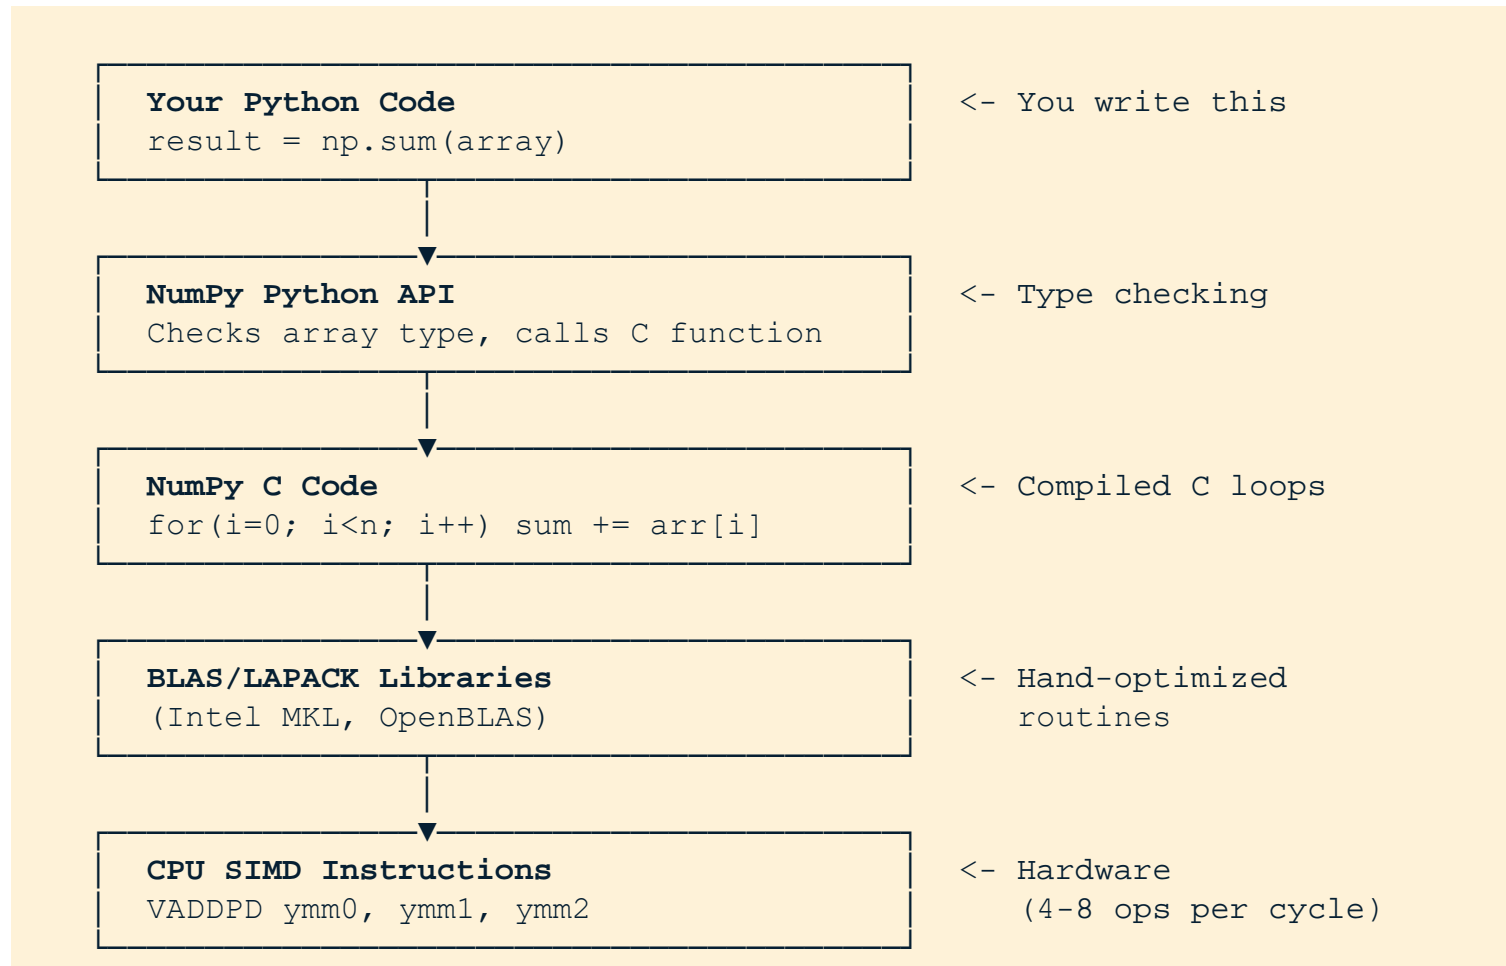 Your Python Code <- You write this
result = np.sum(array)
NumPy Python API <- Type checking
Checks array type, calls C function
NumPy C Code <- Compiled C loops
for(i=0; i<n; i++) sum += arr[i]
BLAS/LAPACK Libraries <- Hand-optimized
(Intel MKL, OpenBLAS) routines
CPU SIMD Instructions <- Hardware
VADDPD ymm0, ymm1, ymm2 (4-8 ops per cycle)